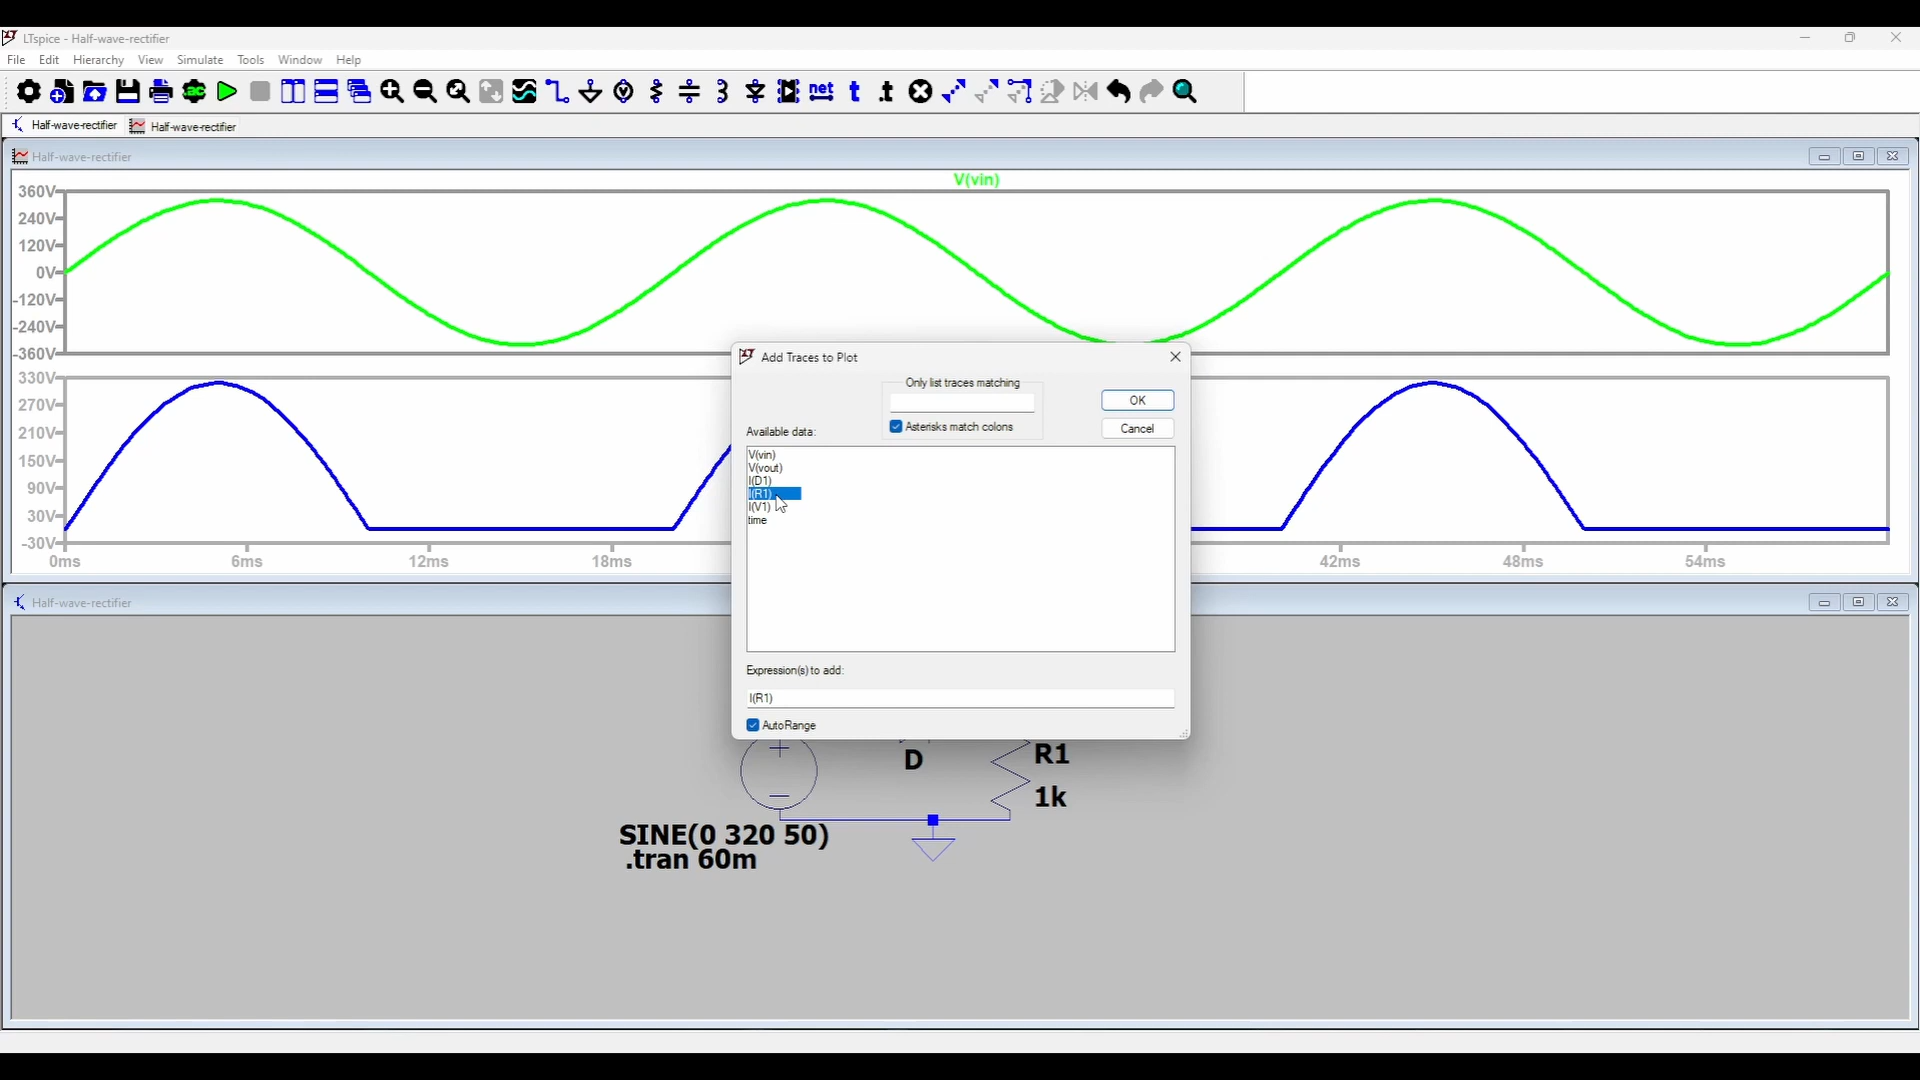 LTspice - Half-wave-rectifier
File Edit Hierarchy View Simulate Tools Window Help
.ac net t .t
Half-wave-rectifier Half-wave-rectifier
Half-wave-rectifier
V(vin)
360V
240V
120V
0V
-120V
-240V
-360V
330V
270V
210V
150V
90V
30V
-30V
0ms 6ms 12ms 18ms 42ms 48ms 54ms
Add Traces to Plot
Only list traces matching
OK
Asterisks match colons
Cancel
Available data:
V(vin)
V(vout)
I(D1)
I(R1)
I(V1)
time
Expression(s) to add:
I(R1)
AutoRange
Half-wave-rectifier
D
R1
1k
SINE(0 320 50)
.tran 60m